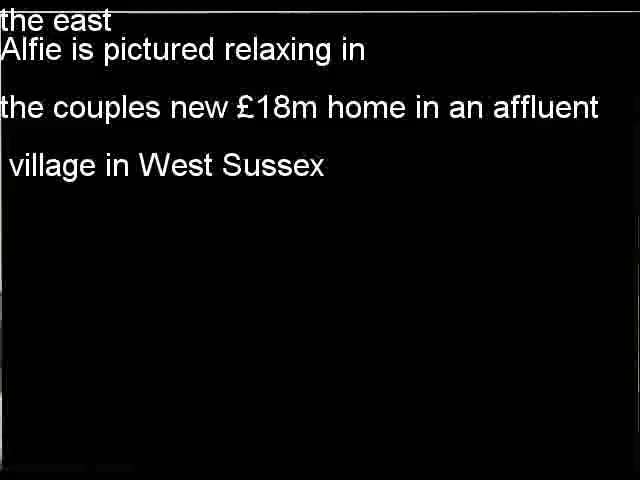 the east
Alfie is pictured relaxing in
the couples new £18m home in an affluent
village in West Sussex